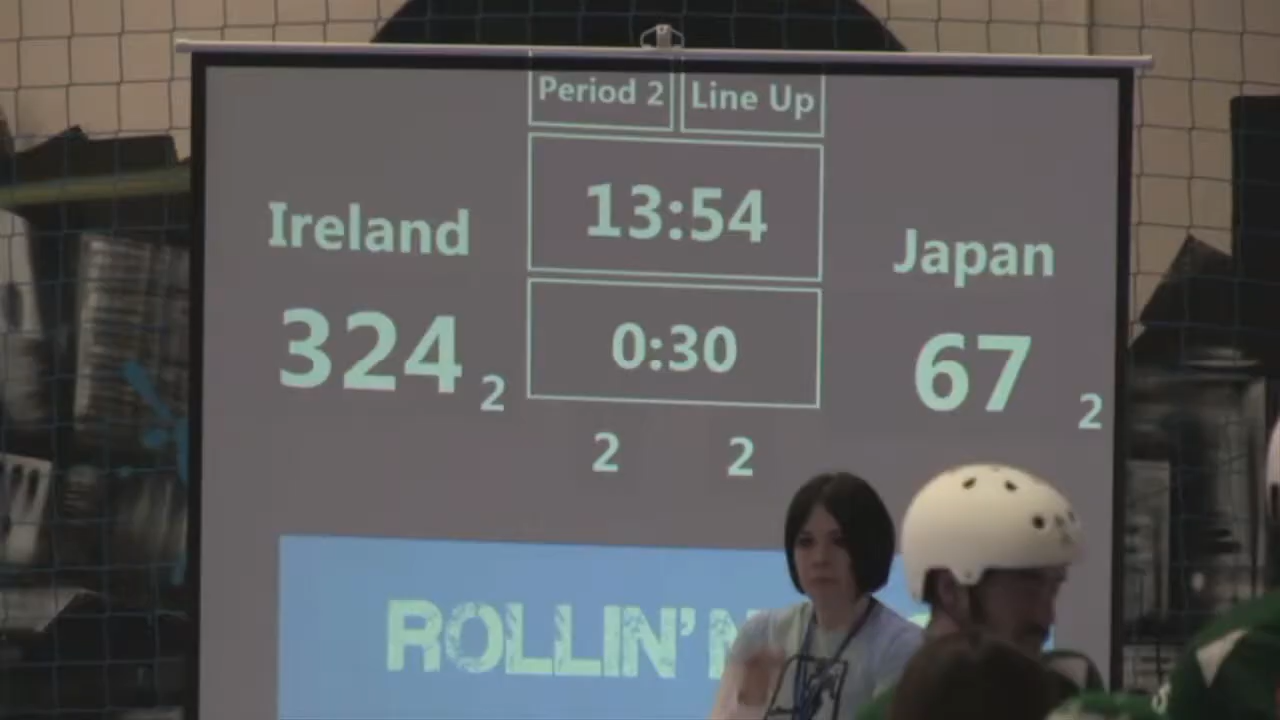 Period 2 Line Up
13:54
Ireland
Japan
324 2
0:30
67 2
2 2
ROLLIN'